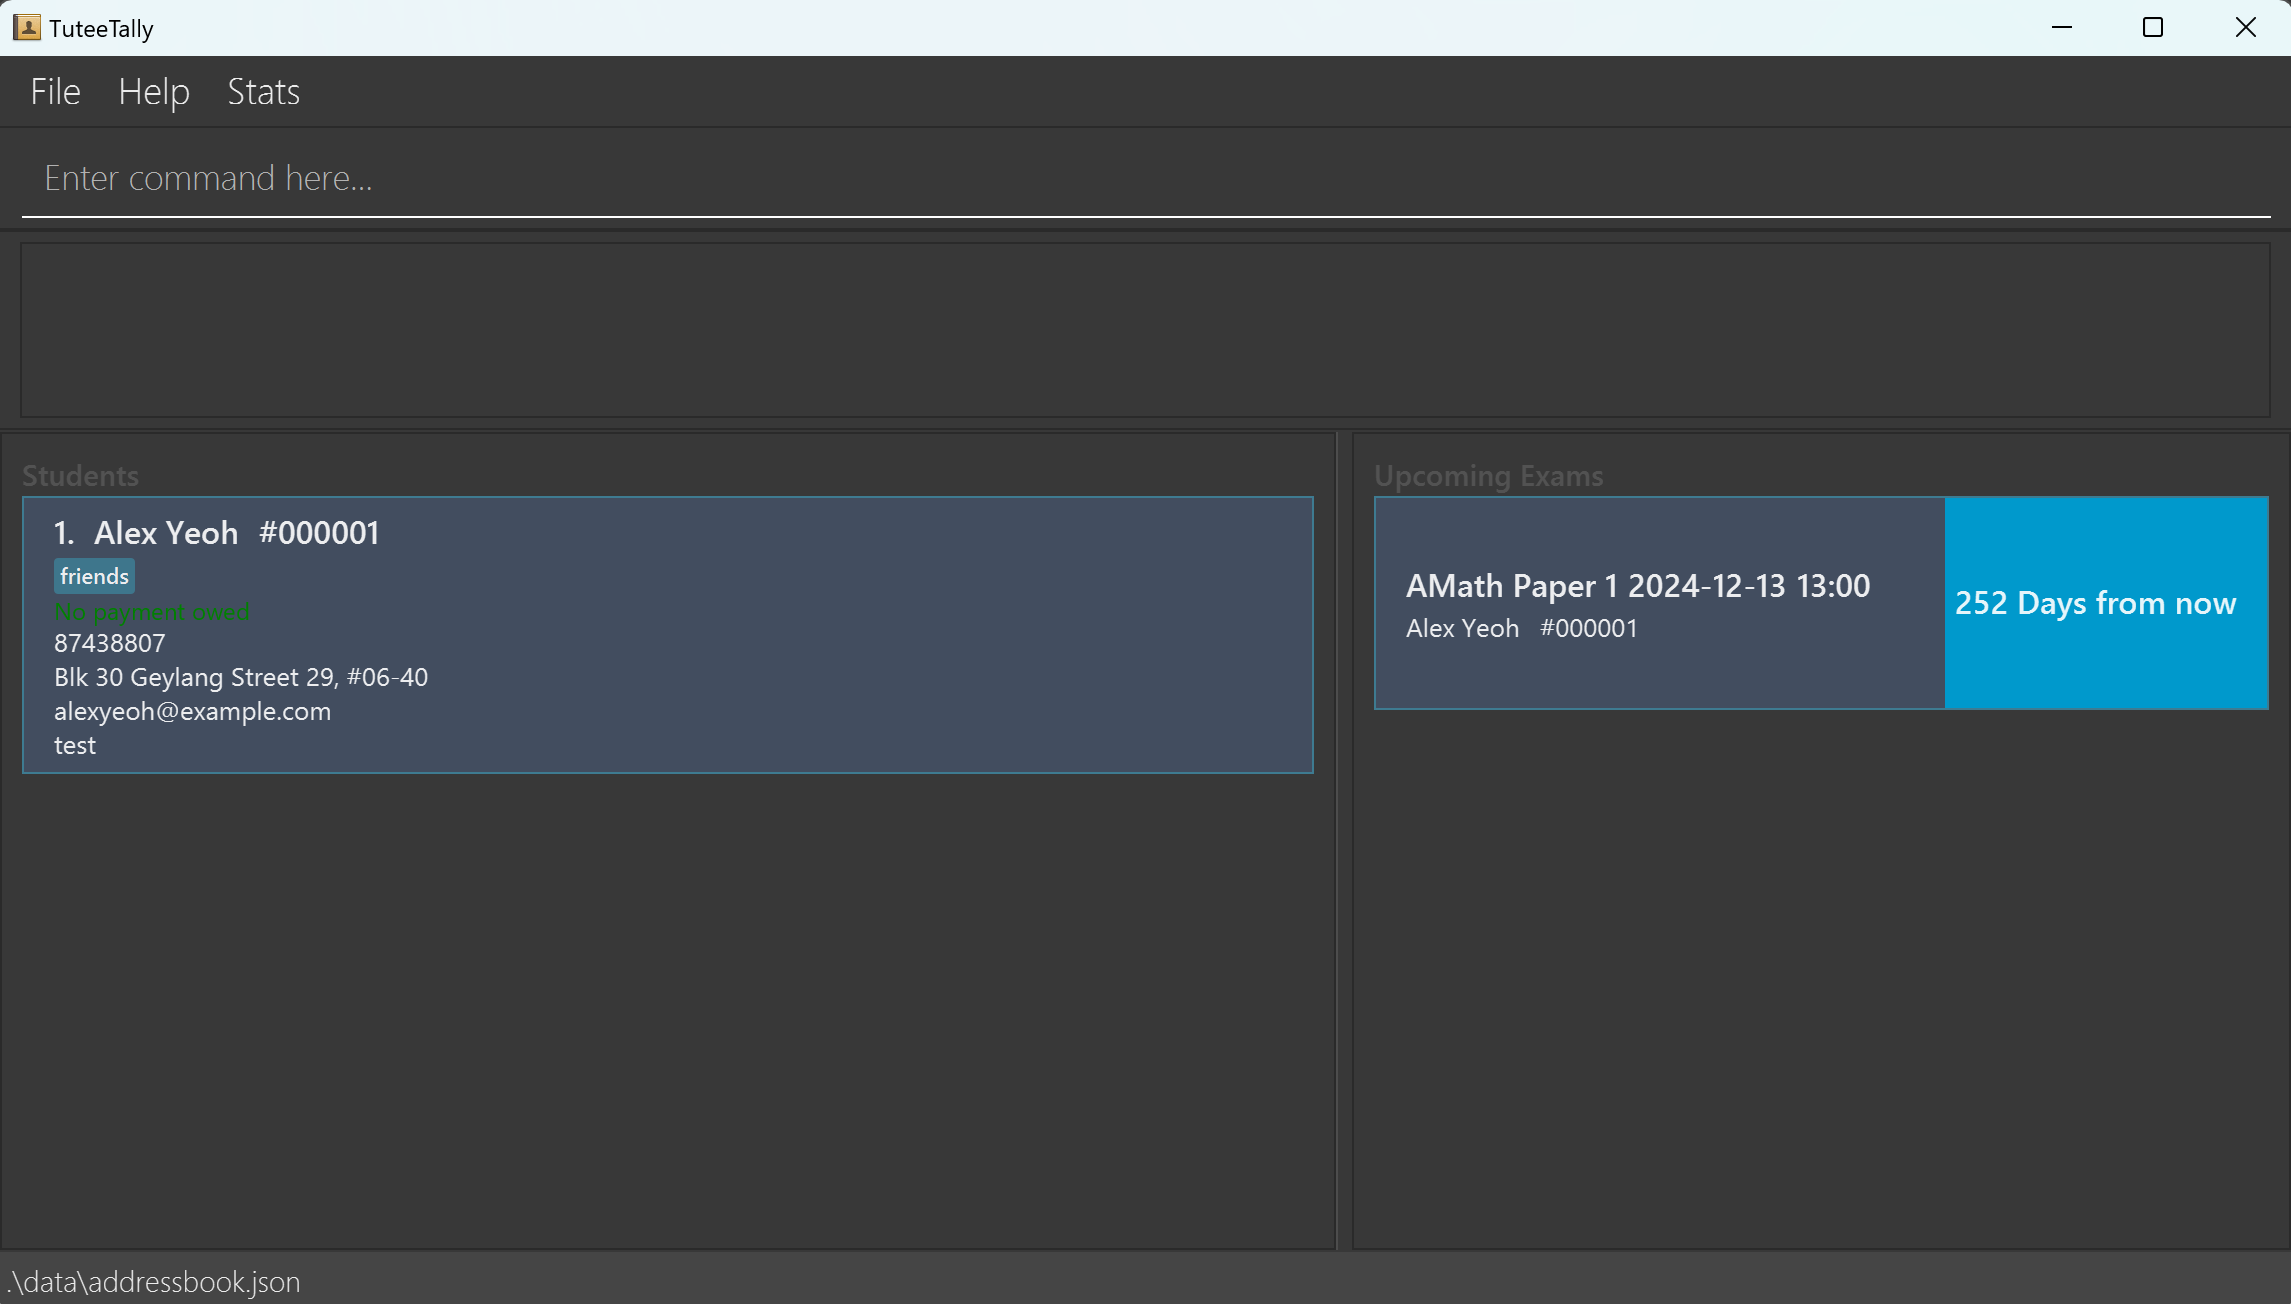 TuteeTally
File Help Stats
Enter command here...
Students
1. Alex Yeoh #000001
friends
No payment owed
87438807
Blk 30 Geylang Street 29, #06-40
alexyeoh@example.com
test
Upcoming Exams
AMath Paper 1 2024-12-13 13:00
Alex Yeoh #000001
252 Days from now
.\data\addressbook.json